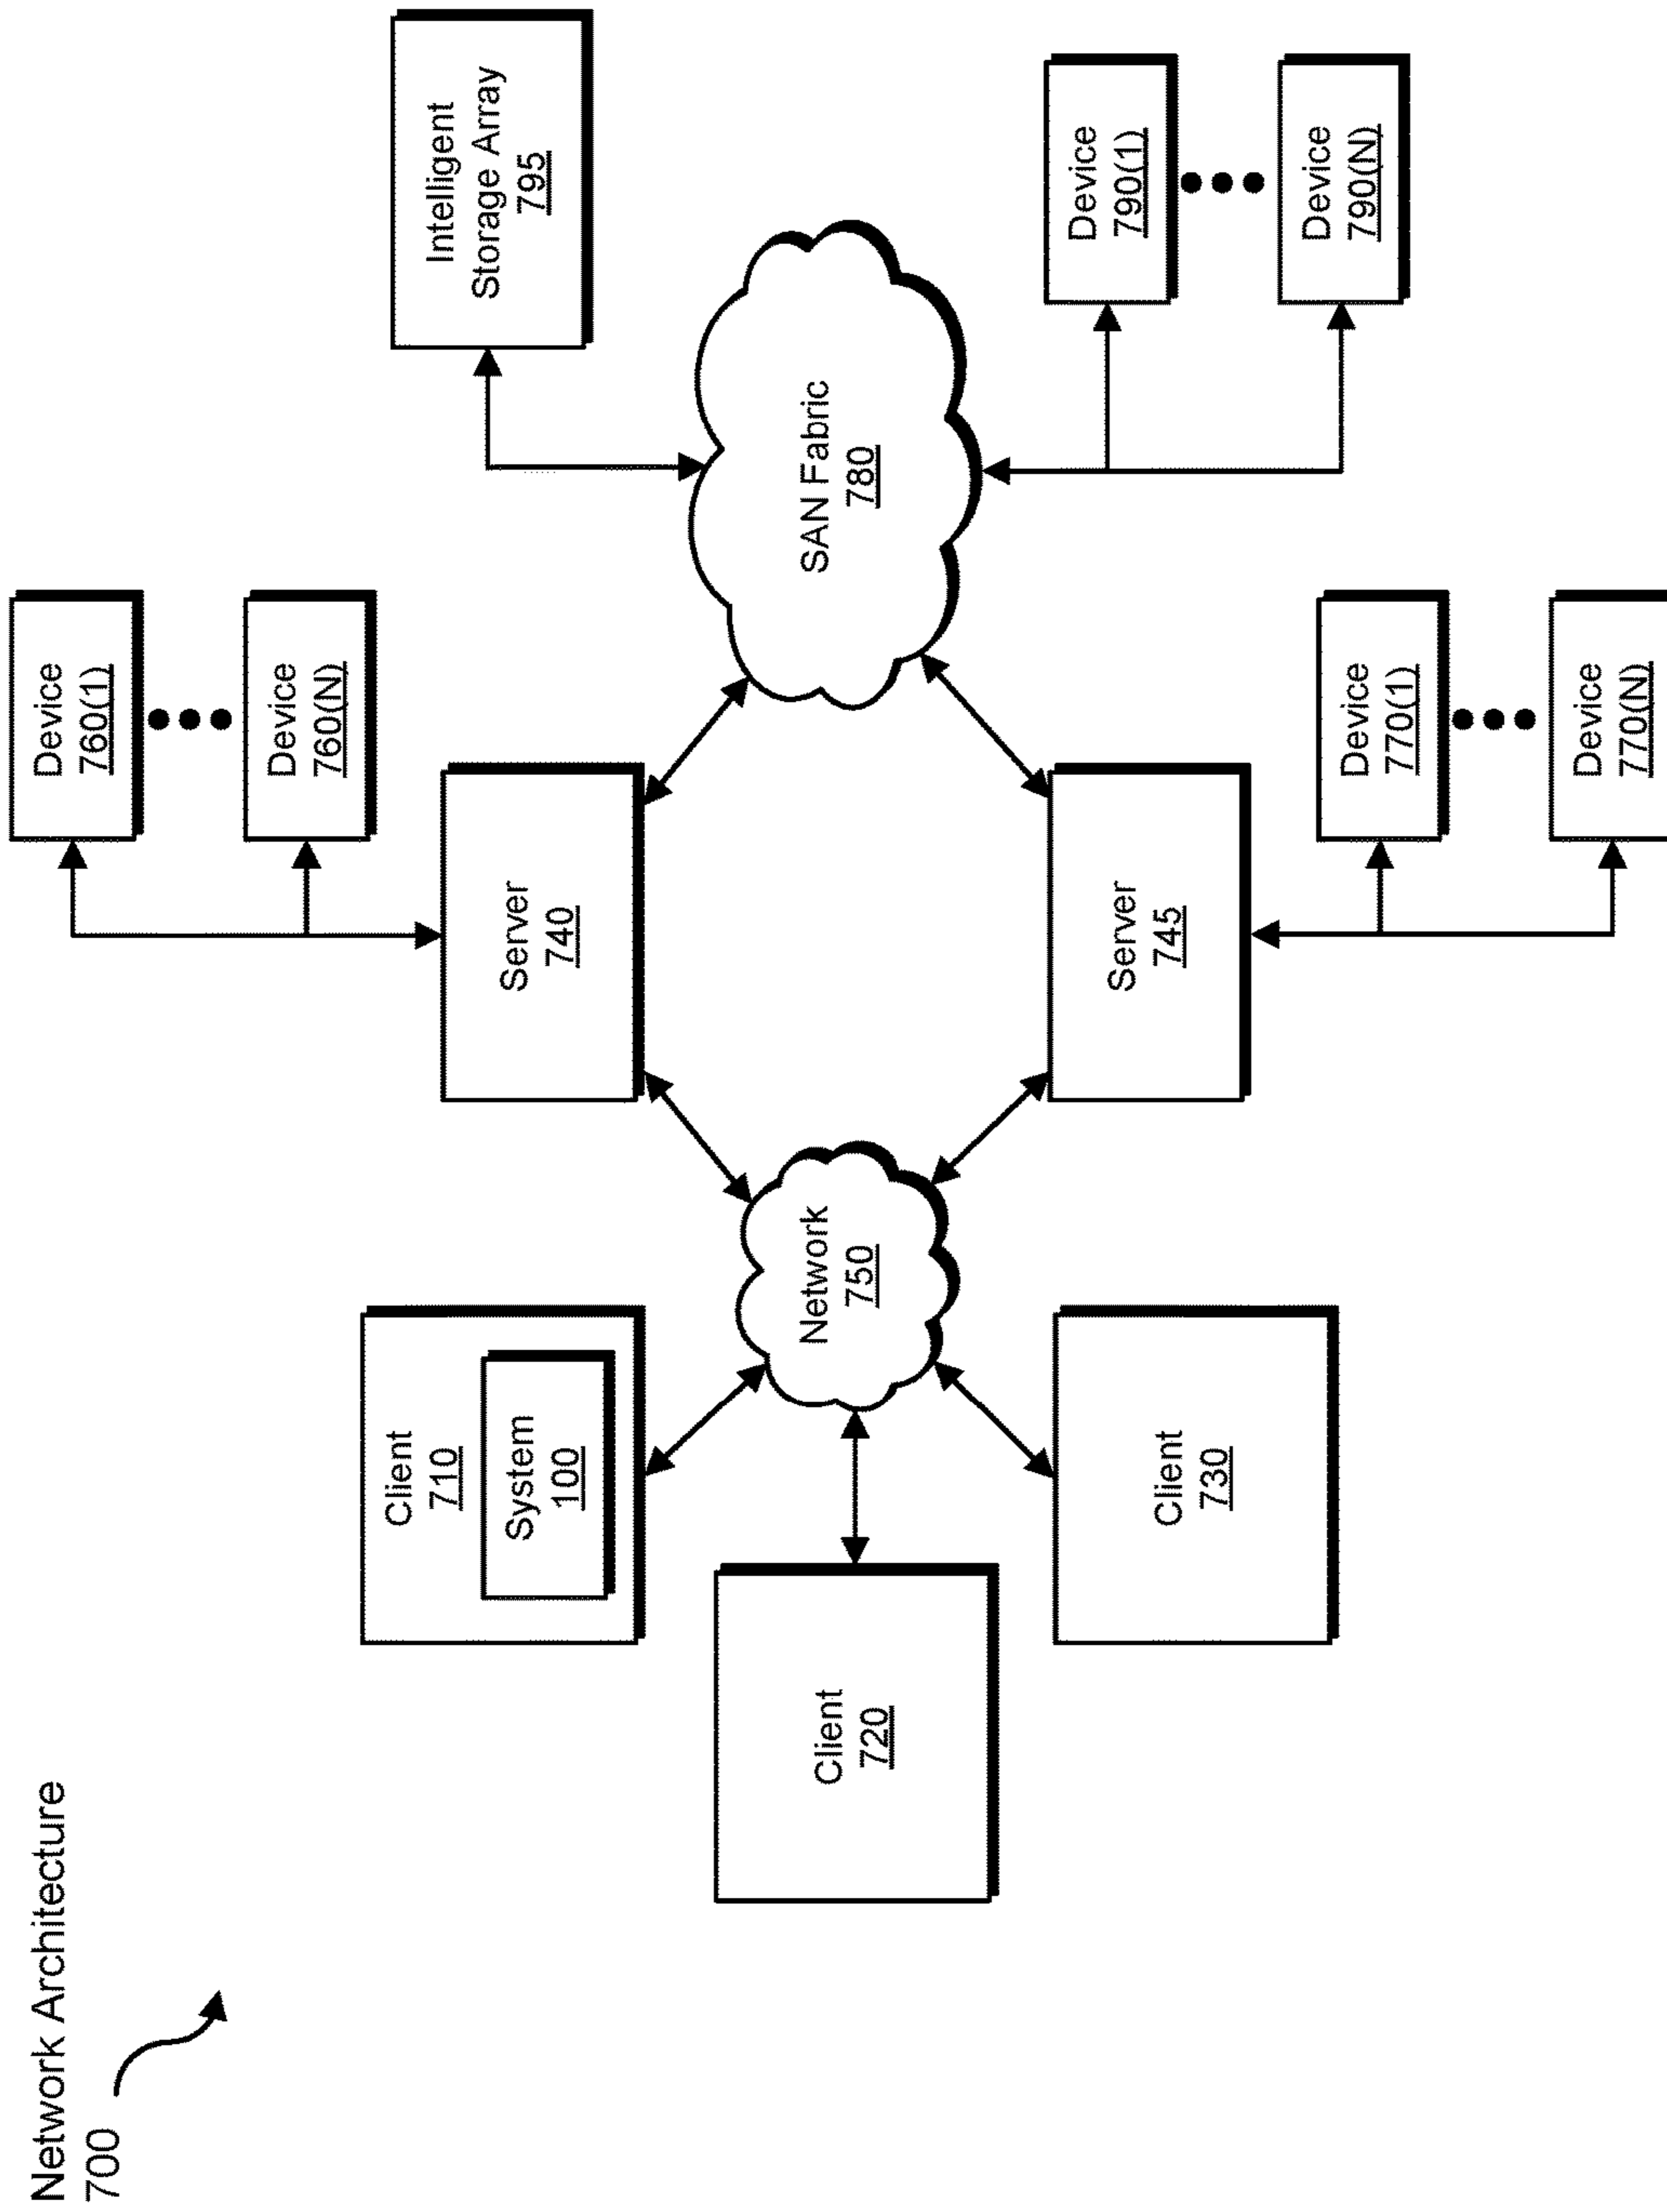 Network Architecture
700
Client
710
System
100
Client
720
Client
730
Network
750
Device
760(1)
Device
760(N)
Server
740
Server
745
Device
770(1)
Device
770(N)
SAN Fabric
780
Intelligent
Storage Array
795
Device
790(1)
Device
790(N)